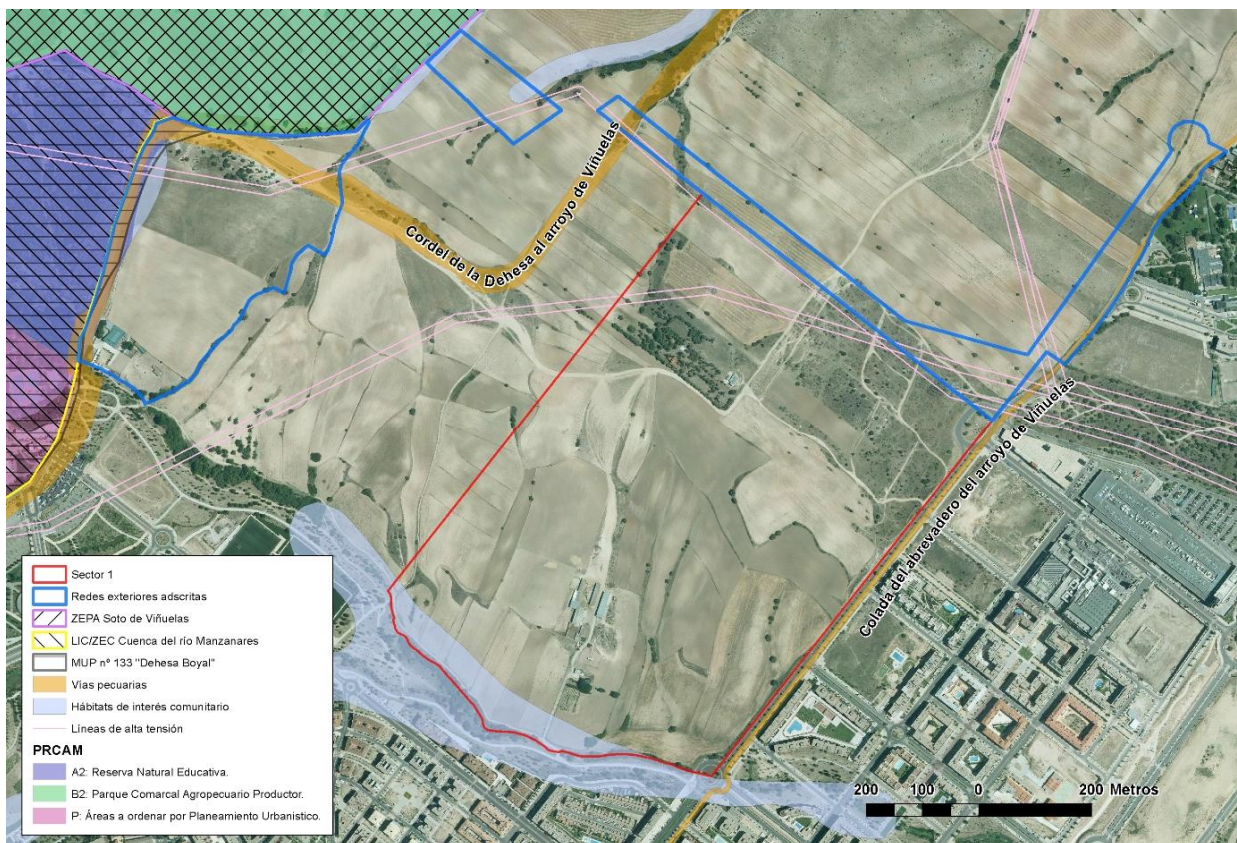 Cordel de la Dehesa al arroyo de Viñuelas
Colada del abrevadero del arroyo de Viñuelas
Sector 1
Redes exteriores adscritas
ZEPA Soto de Viñuelas
LIC/ZEC Cuenca del río Manzanares
MUP nº 133 "Dehesa Boyal"
Vías pecuarias
Hábitats de interés comunitario
Líneas de alta tensión
PRCAM
A2: Reserva Natural Educativa.
B2: Parque Comarcal Agropecuario Productor.
P: Áreas a ordenar por Planeamiento Urbanistico.
200 100 0 200 Metros